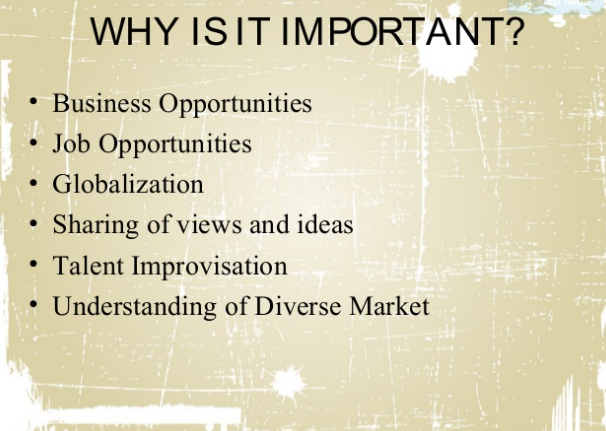 WHY IS IT IMPORTANT?
• Business Opportunities
• Job Opportunities
• Globalization
• Sharing of views and ideas
• Talent Improvisation
• Understanding of Diverse Market